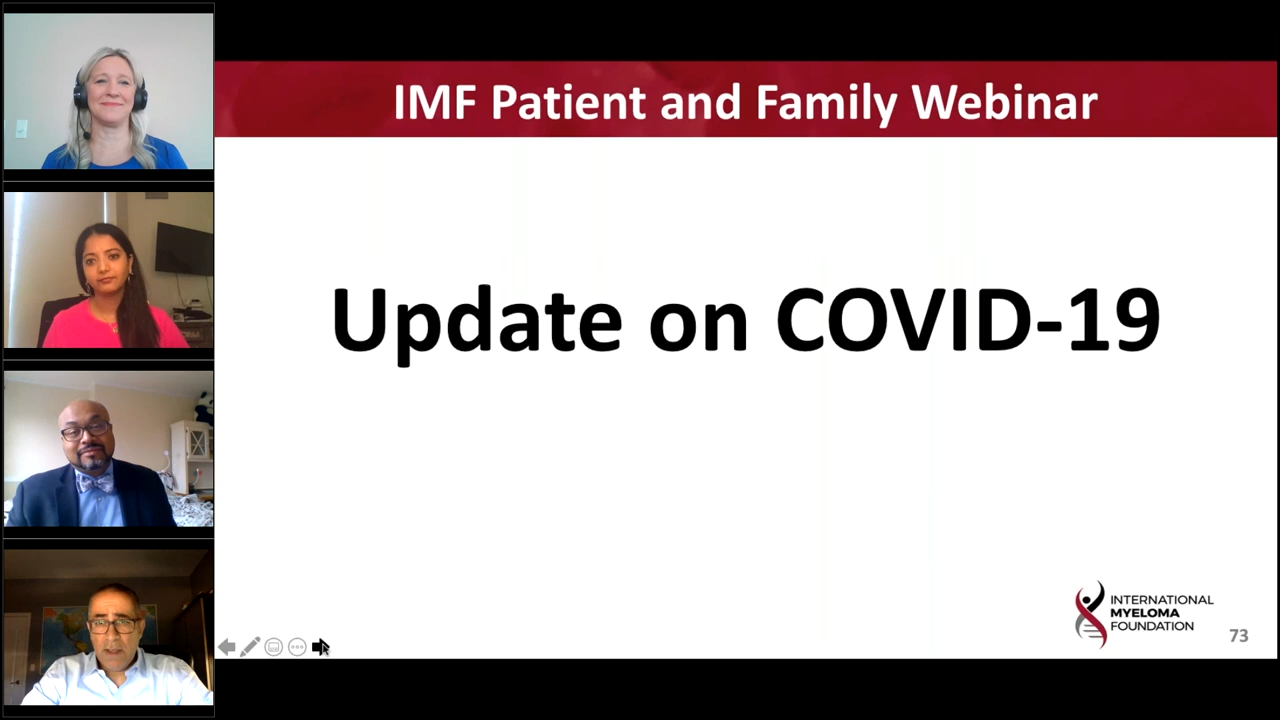 IMF Patient and Family Webinar
Update on COVID-19
INTERNATIONAL
MYELOMA
FOUNDATION
73